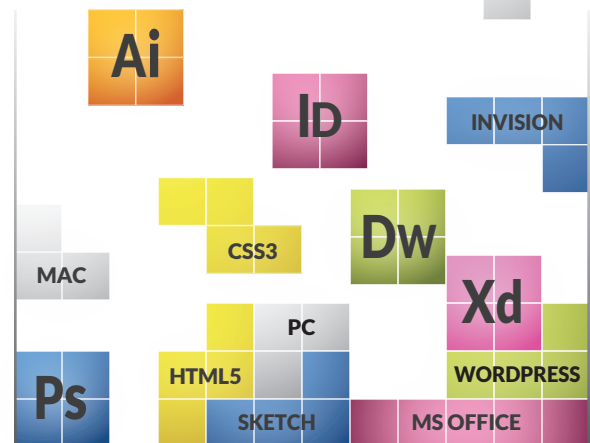 Ai
ID
INVISION
CSS3
Dw
MAC
Xd
PC
HTML5
WORDPRESS
Ps
SKETCH
MS OFFICE